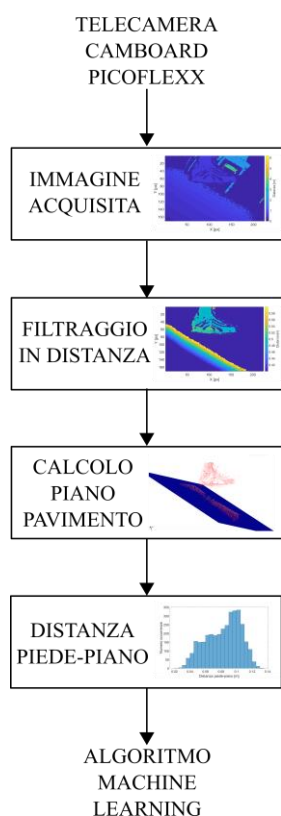 TELECAMERA
CAMBOARD
PICOFLEXX
IMMAGINE
ACQUISITA
FILTRAGGIO
IN DISTANZA
CALCOLO
PIANO
PAVIMENTO
DISTANZA
PIEDE-PIANO
ALGORITMO
MACHINE
LEARNING